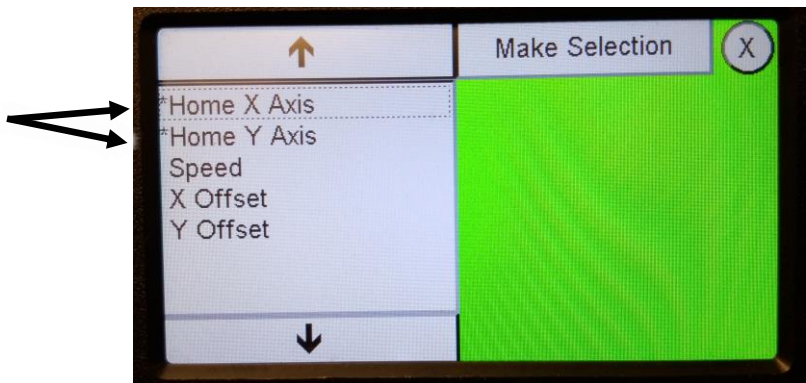 Make Selection
X
*Home X Axis
*Home Y Axis
Speed
X Offset
Y Offset